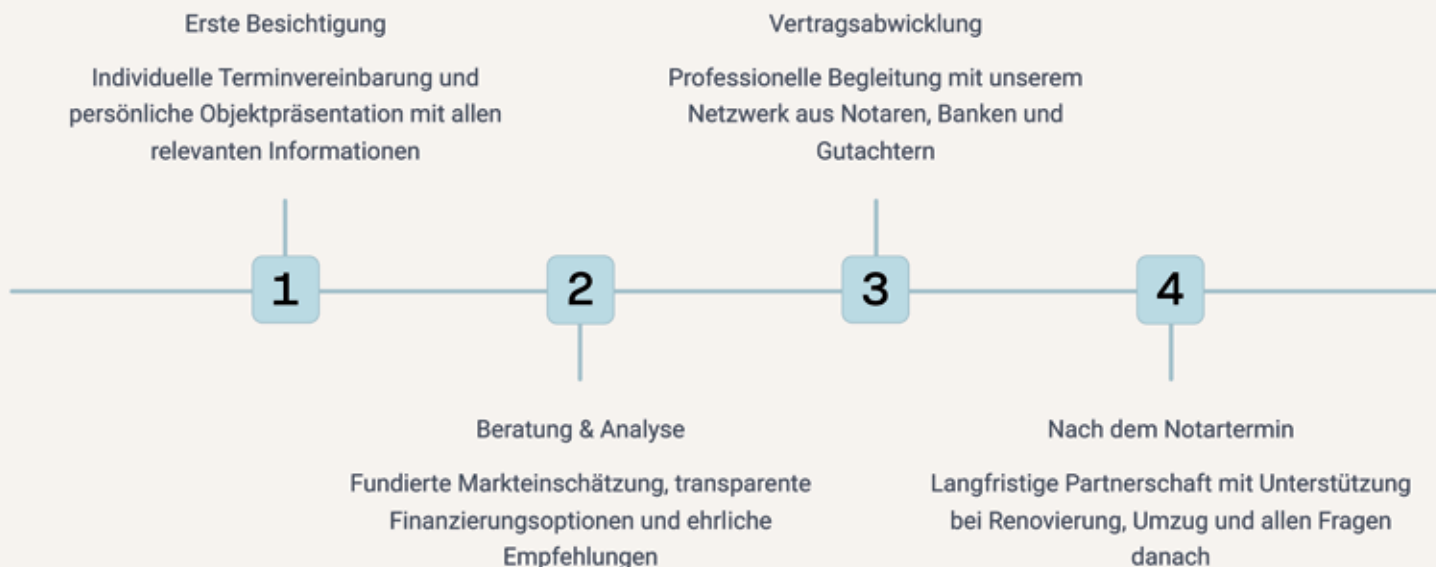 Erste Besichtigung
Individuelle Terminvereinbarung und
persönliche Objektpräsentation mit allen
relevanten Informationen
1
2
Beratung & Analyse
Fundierte Markteinschätzung, transparente
Finanzierungsoptionen und ehrliche
Empfehlungen
Vertragsabwicklung
Professionelle Begleitung mit unserem
Netzwerk aus Notaren, Banken und
Gutachtern
3
4
Nach dem Notartermin
Langfristige Partnerschaft mit Unterstützung
bei Renovierung, Umzug und allen Fragen
danach